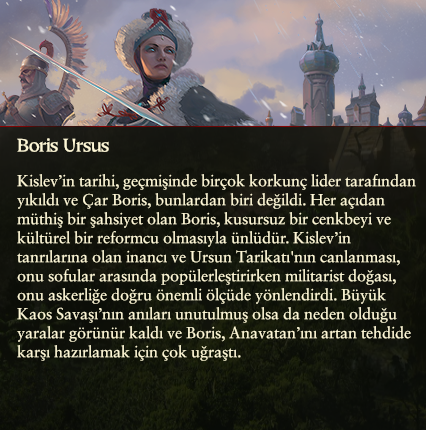 Boris Ursus
Kislev’in tarihi, geçmişinde birçok korkunç lider tarafından
yıkıldı ve Çar Boris, bunlardan biri değildi. Her açıdan
müthiş bir şahsiyet olan Boris, kusursuz bir cenkbeyi ve
kültürel bir reformcu olmasıyla ünlüdür. Kislev’in
tanrılarına olan inancı ve Ursun Tarikatı'nın canlanması,
onu sofular arasında popülerleştirirken militarist doğası,
onu askerliğe doğru önemli ölçüde yönlendirdi. Büyük
Kaos Savaşı’nın anıları unutulmuş olsa da neden olduğu
yaralar görünür kaldı ve Boris, Anavatan’ını artan tehdide
karşı hazırlamak için çok uğraştı.